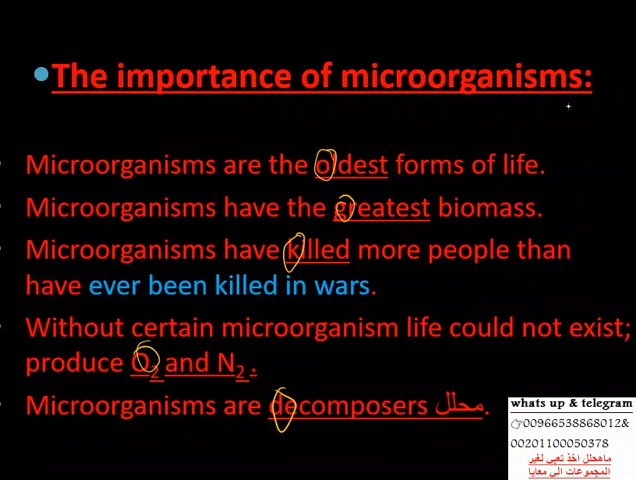 •The importance of microorganisms:
Microorganisms are the oldest forms of life.
Microorganisms have the greatest biomass.
Microorganisms have killed more people than
have ever been killed in wars.
Without certain microorganism life could not exist;
produce O2 and N2 .
Microorganisms are decomposers محلل.
whats up & telegram
00966538868012&
00201100050378
ماهحلل اخذ تعبى لغير
المجموعات الى معايا